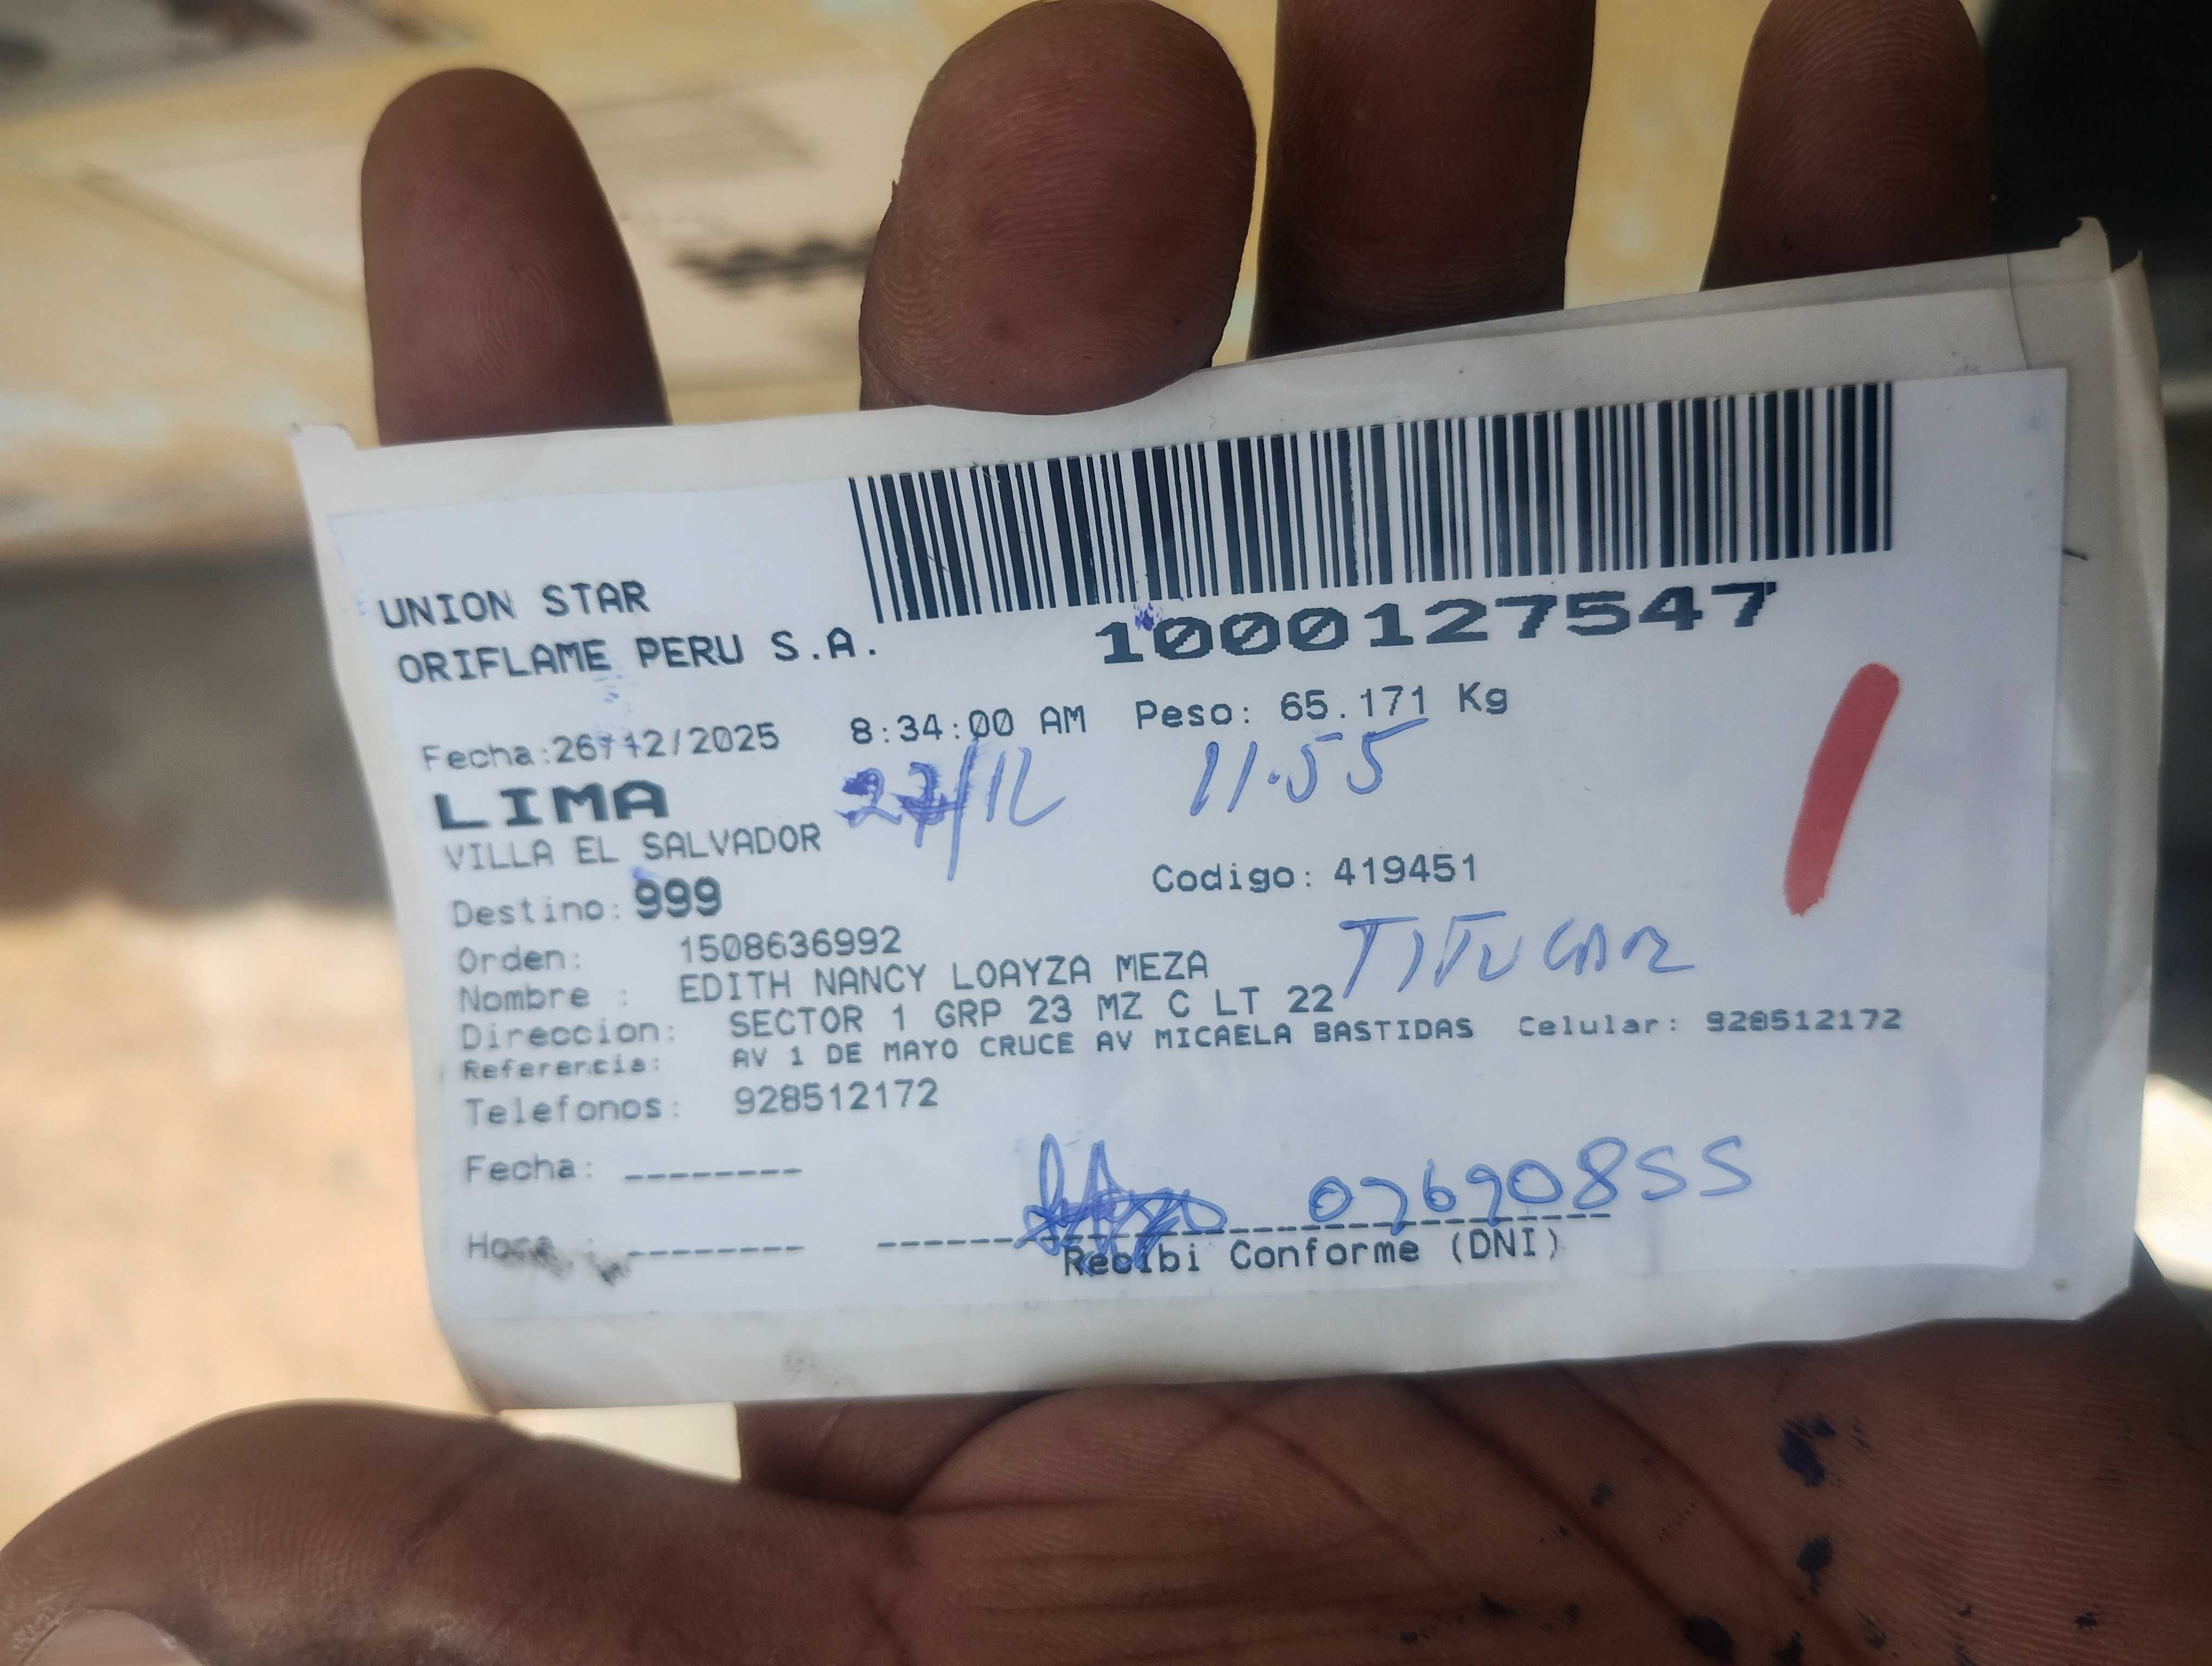 UNION STAR
ORIFLAME PERU S.A.
1000127547
Fecha:26/12/2025 8:34:00 AM Peso: 65.171 Kg
LIMA 27/12 11.55
VILLA EL SALVADOR
Destino: 999 Codigo: 419451
Orden: 1508636992
Nombre : EDITH NANCY LOAYZA MEZA TITULAR
Direccion: SECTOR 1 GRP 23 MZ C LT 22
Referencia: AV 1 DE MAYO CRUCE AV MICAELA BASTIDAS Celular: 928512172
Telefonos: 928512172
Fecha: --------
07690855
Hora : --------
Recibi Conforme (DNI)